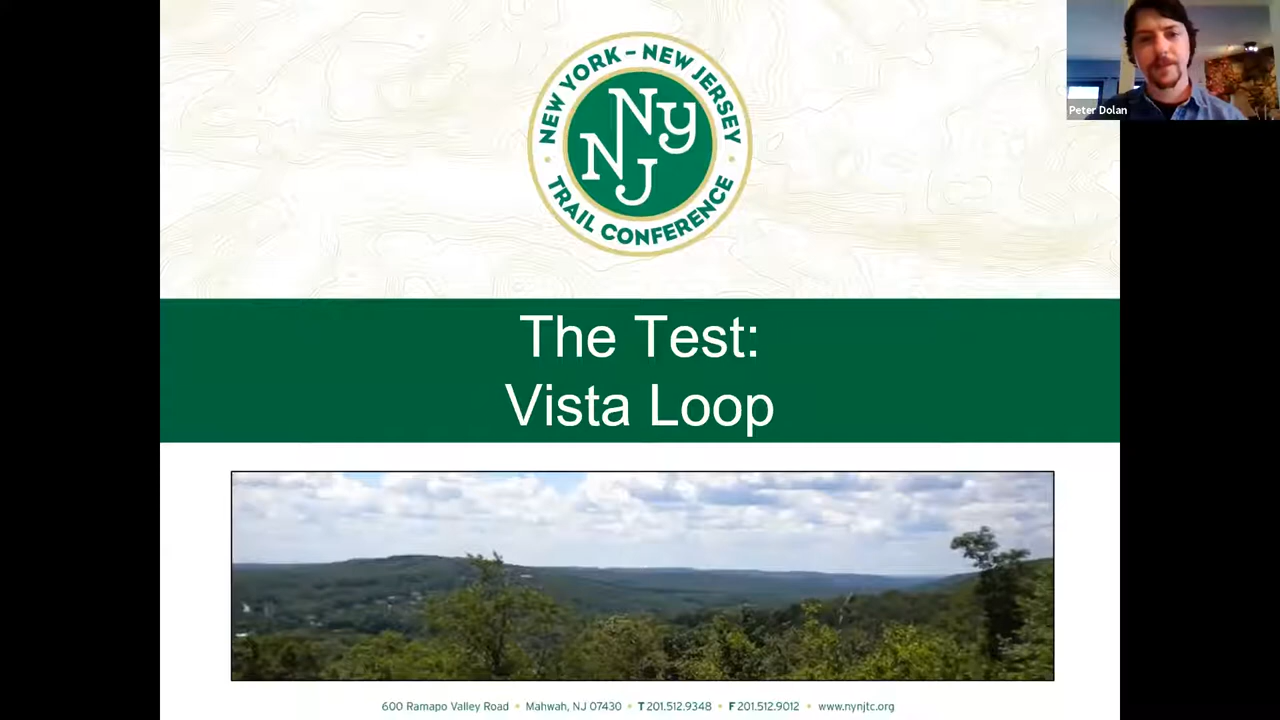 NEW YORK - NEW JERSEY
NY
NJ
TRAIL CONFERENCE
Peter Dolan
The Test:
Vista Loop
600 Ramapo Valley Road • Mahwah, NJ 07430 • T 201.512.9348 • F 201.512.9012 • www.nynjtc.org